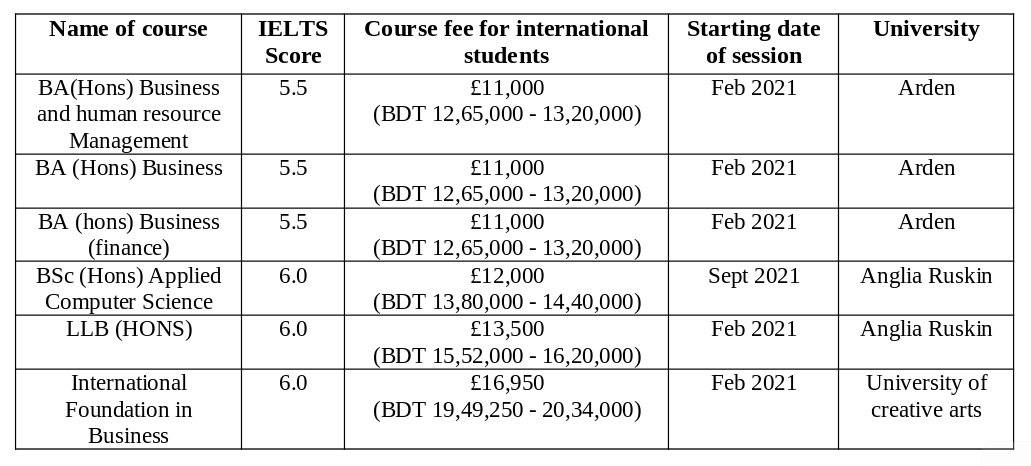 Name of course IELTS Score Course fee for international students Starting date of session University
BA(Hons) Business and human resource Management 5.5 £11,000 (BDT 12,65,000 - 13,20,000) Feb 2021 Arden
BA (Hons) Business 5.5 £11,000 (BDT 12,65,000 - 13,20,000) Feb 2021 Arden
BA (hons) Business (finance) 5.5 £11,000 (BDT 12,65,000 - 13,20,000) Feb 2021 Arden
BSc (Hons) Applied Computer Science 6.0 £12,000 (BDT 13,80,000 - 14,40,000) Sept 2021 Anglia Ruskin
LLB (HONS) 6.0 £13,500 (BDT 15,52,000 - 16,20,000) Feb 2021 Anglia Ruskin
International Foundation in Business 6.0 £16,950 (BDT 19,49,250 - 20,34,000) Feb 2021 University of creative arts